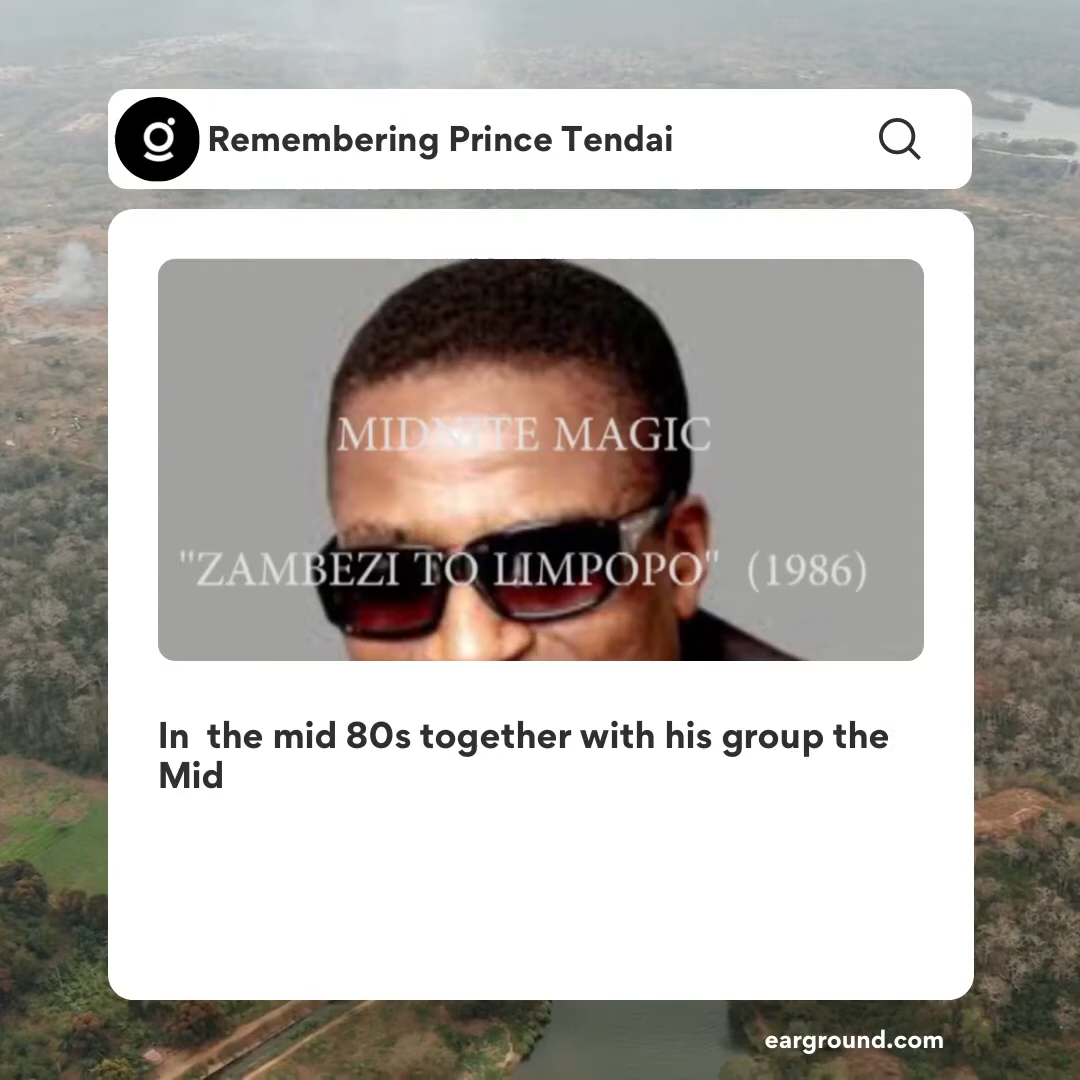 g
Remembering Prince Tendai
MIDNITE MAGIC
"ZAMBEZI TO LIMPOPO" (1986)
In  the mid 80s together with his group the
Mid
earground.com